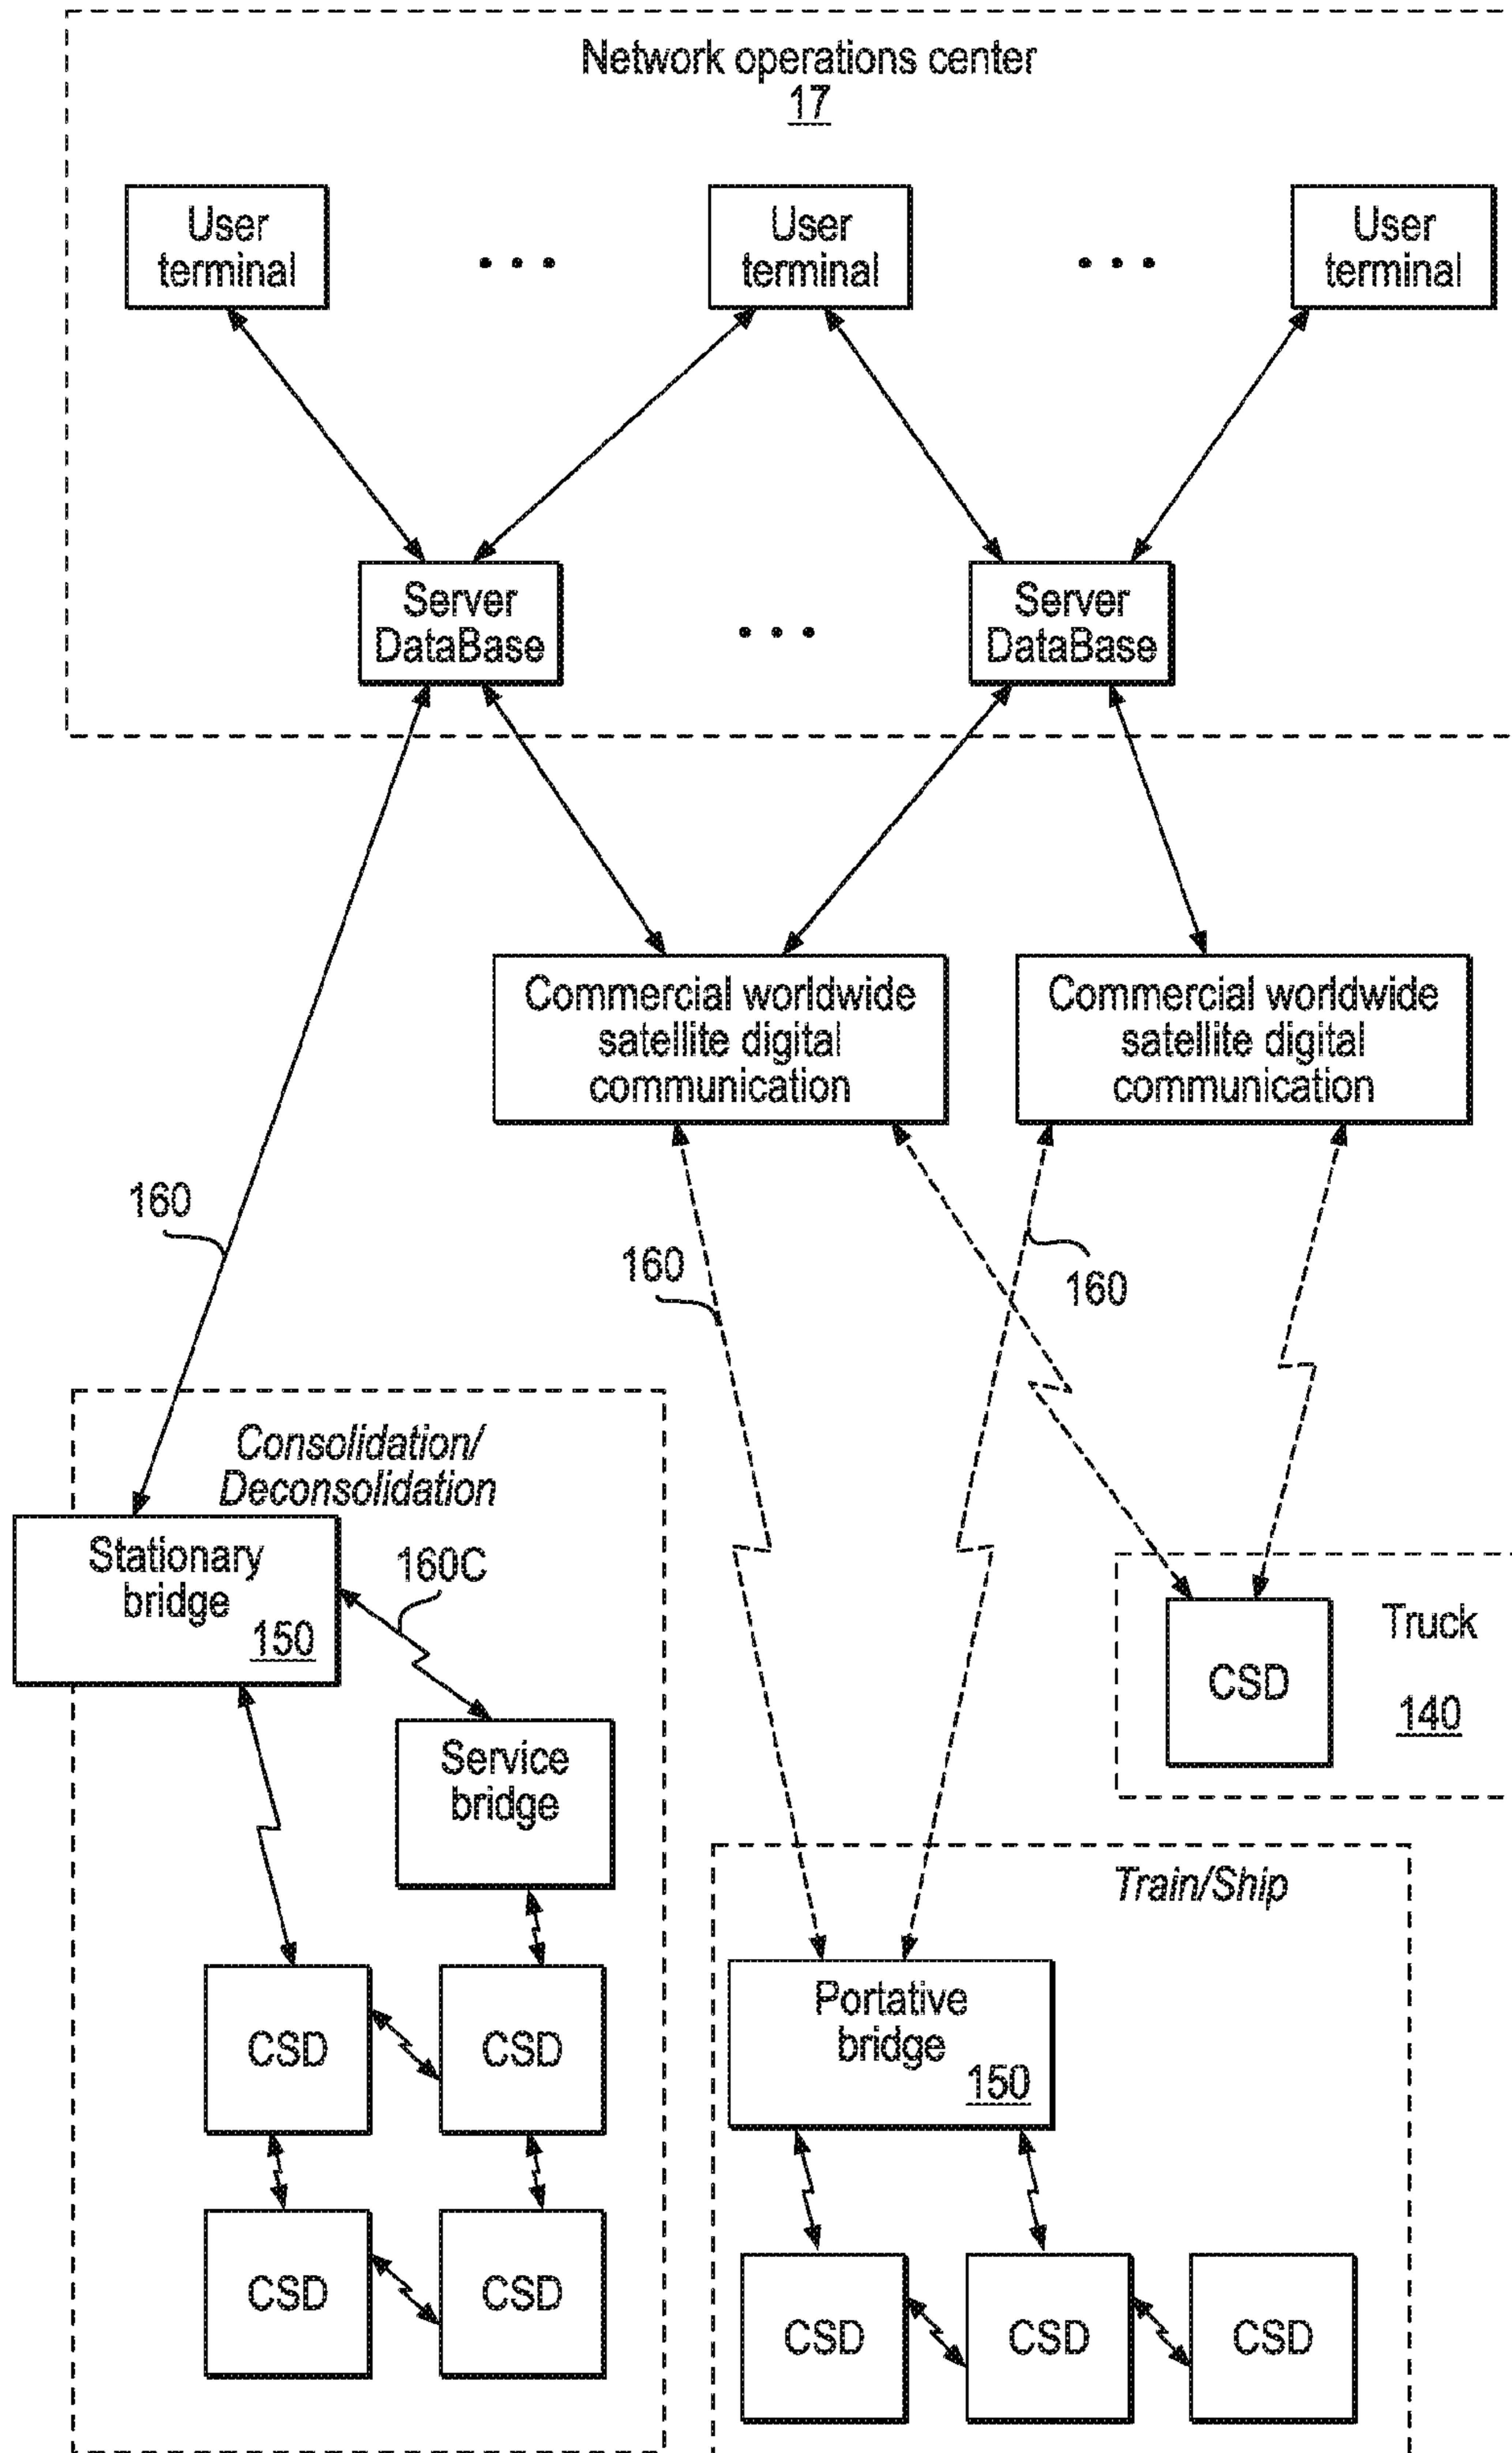 Network operations center
17
User
terminal
User
terminal
User
terminal
Server
DataBase
Server
DataBase
Commercial worldwide
satellite digital
communication
Commercial worldwide
satellite digital
communication
160
160
160
Consolidation/
Deconsolidation
Stationary
bridge
150
160C
Service
bridge
CSD
Truck
140
Train/Ship
Portative
bridge
150
CSD
CSD
CSD
CSD
CSD
CSD
CSD